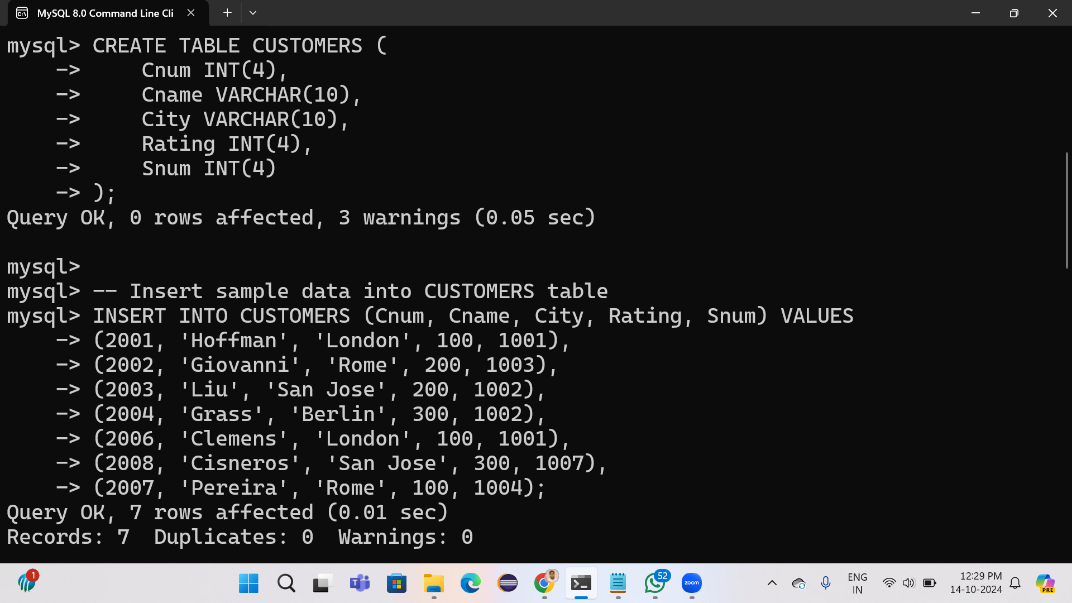 MySQL 8.0 Command Line Cli
mysql> CREATE TABLE CUSTOMERS (
    ->     Cnum INT(4),
    ->     Cname VARCHAR(10),
    ->     City VARCHAR(10),
    ->     Rating INT(4),
    ->     Snum INT(4)
    -> );
Query OK, 0 rows affected, 3 warnings (0.05 sec)
mysql>
mysql> -- Insert sample data into CUSTOMERS table
mysql> INSERT INTO CUSTOMERS (Cnum, Cname, City, Rating, Snum) VALUES
    -> (2001, 'Hoffman', 'London', 100, 1001),
    -> (2002, 'Giovanni', 'Rome', 200, 1003),
    -> (2003, 'Liu', 'San Jose', 200, 1002),
    -> (2004, 'Grass', 'Berlin', 300, 1002),
    -> (2006, 'Clemens', 'London', 100, 1001),
    -> (2008, 'Cisneros', 'San Jose', 300, 1007),
    -> (2007, 'Pereira', 'Rome', 100, 1004);
Query OK, 7 rows affected (0.01 sec)
Records: 7  Duplicates: 0  Warnings: 0
1
52
zoom
ENG
IN
12:29 PM
14-10-2024
PRE